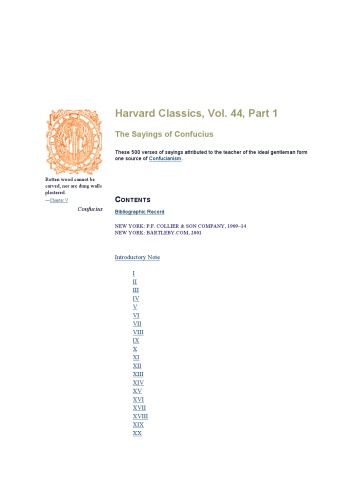 Harvard Classics, Vol. 44, Part 1
The Sayings of Confucius
These 500 verses of sayings attributed to the teacher of the ideal gentleman form
one source of Confucianism.
Rotten wood cannot be
carved, nor are dung walls
plastered.
—Chapter V
Confucius
CONTENTS
Bibliographic Record
NEW YORK: P.F. COLLIER & SON COMPANY, 1909–14
NEW YORK: BARTLEBY.COM, 2001
Introductory Note
I
II
III
IV
V
VI
VII
VIII
IX
X
XI
XII
XIII
XIV
XV
XVI
XVII
XVIII
XIX
XX